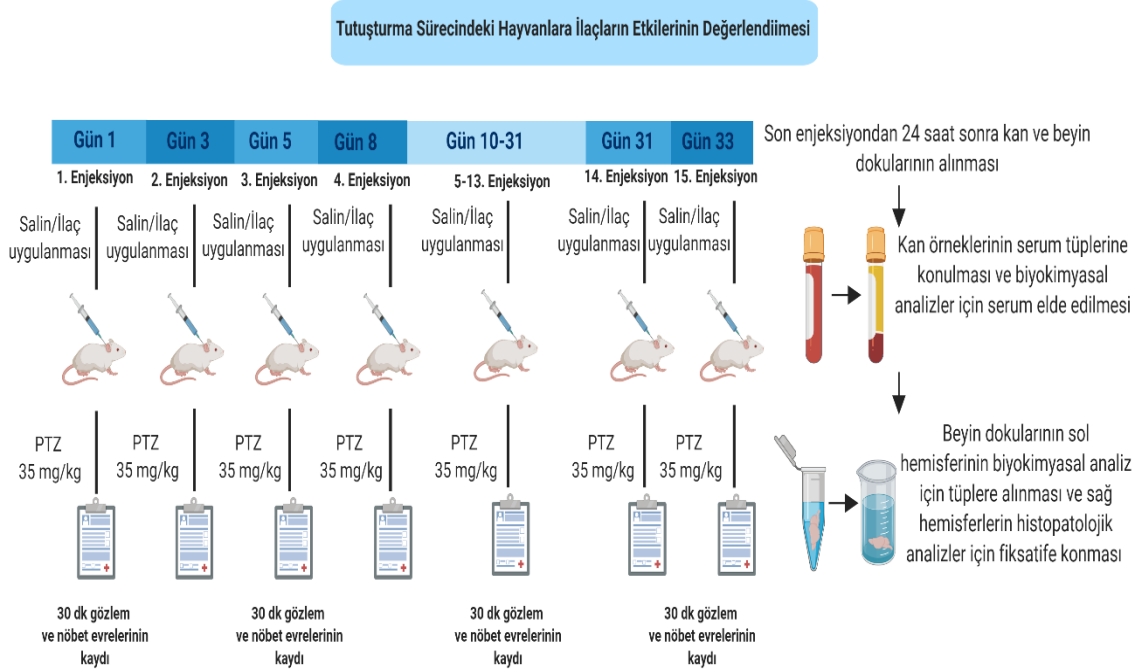 Tutuşturma Sürecindeki Hayvanlara İlaçların Etkilerinin Değerlendiimesi
Gün 1
Gün 3
Gün 5
Gün 8
Gün 10-31
Gün 31
Gün 33
1. Enjeksiyon
2. Enjeksiyon
3. Enjeksiyon
4. Enjeksiyon
5-13. Enjeksiyon
14. Enjeksiyon
15. Enjeksiyon
Salin/İlaç
uygulanması
Salin/İlaç
uygulanması
Salin/İlaç
uygulanması
Salin/İlaç
uygulanması
Salin/İlaç
uygulanması
Salin/İlaç
uygulanması
Salin/İlaç
uygulanması
PTZ
35 mg/kg
PTZ
35 mg/kg
PTZ
35 mg/kg
PTZ
35 mg/kg
PTZ
35 mg/kg
PTZ
35 mg/kg
PTZ
35 mg/kg
30 dk gözlem
ve nöbet evrelerinin
kaydı
30 dk gözlem
ve nöbet evrelerinin
kaydı
30 dk gözlem
ve nöbet evrelerinin
kaydı
30 dk gözlem
ve nöbet evrelerinin
kaydı
Son enjeksiyondan 24 saat sonra kan ve beyin
dokularının alınması
Kan örneklerinin serum tüplerine
konulması ve biyokimyasal
analizler için serum elde edilmesi
Beyin dokularının sol
hemisferinin biyokimyasal analiz
için tüplere alınması ve sağ
hemisferlerin histopatolojik
analizler için fiksatife konması